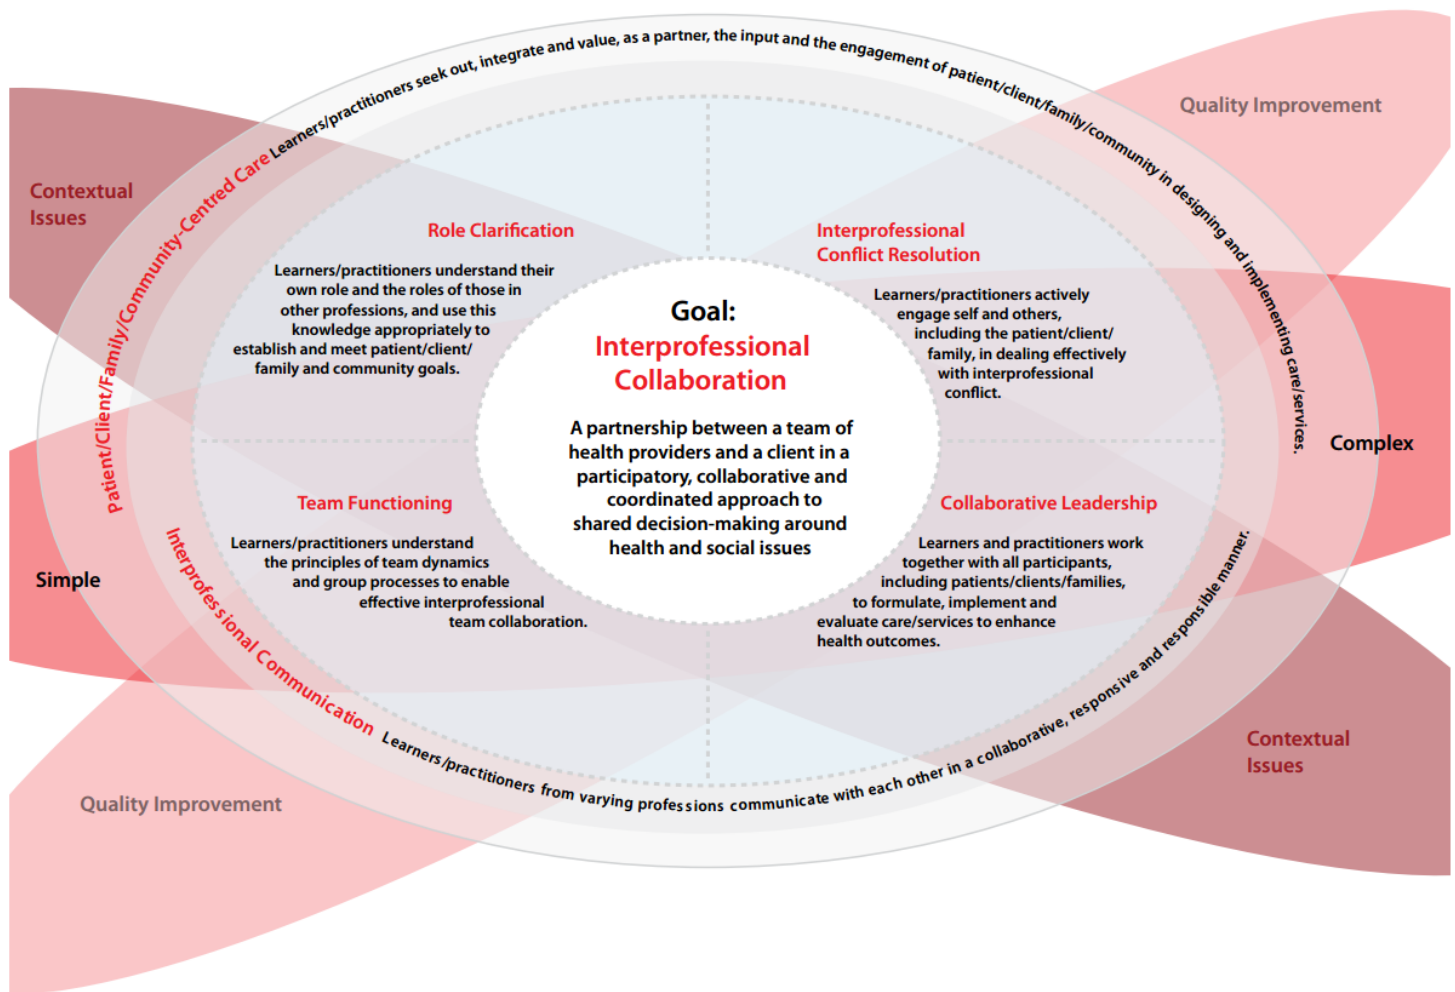 Patient/Client/Family/Community-Centred Care Learners/practitioners seek out, integrate and value, as a partner, the input and the engagement of patient/client/family/community in designing and implementing care/services.
Quality Improvement
Contextual
Issues
Role Clarification
Learners/practitioners understand their
own role and the roles of those in
other professions, and use this
knowledge appropriately to
establish and meet patient/client/
family and community goals.
Interprofessional
Conflict Resolution
Learners/practitioners actively
engage self and others,
including the patient/client/
family, in dealing effectively
with interprofessional
conflict.
Goal:
Interprofessional
Collaboration
A partnership between a team of
health providers and a client in a
participatory, collaborative and
coordinated approach to
shared decision-making around
health and social issues
Complex
Simple
Team Functioning
Learners/practitioners understand
the principles of team dynamics
and group processes to enable
effective interprofessional
team collaboration.
Collaborative Leadership
Learners and practitioners work
together with all participants,
including patients/clients/families,
to formulate, implement and
evaluate care/services to enhance
health outcomes.
Interprofessional Communication Learners/practitioners from varying professions communicate with each other in a collaborative, responsive and responsible manner.
Contextual
Issues
Quality Improvement